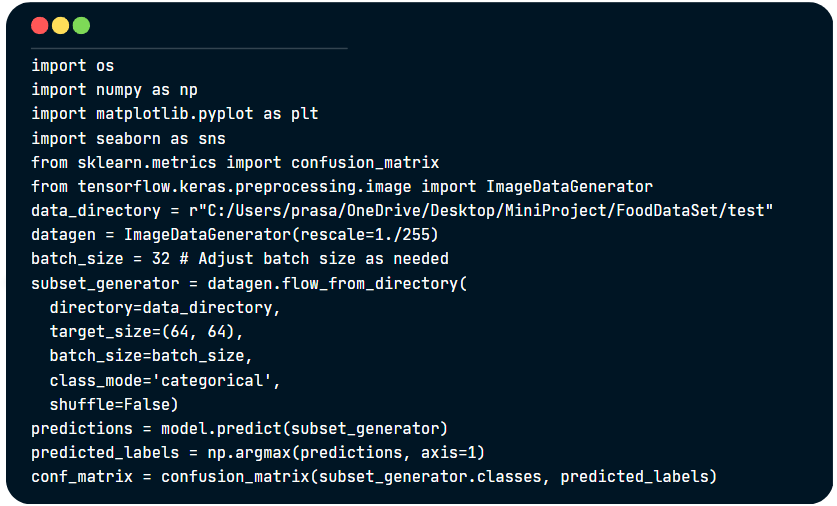 import os
import numpy as np
import matplotlib.pyplot as plt
import seaborn as sns
from sklearn.metrics import confusion_matrix
from tensorflow.keras.preprocessing.image import ImageDataGenerator
data_directory = r"C:/Users/prasa/OneDrive/Desktop/MiniProject/FoodDataSet/test"
datagen = ImageDataGenerator(rescale=1./255)
batch_size = 32 # Adjust batch size as needed
subset_generator = datagen.flow_from_directory(
  directory=data_directory,
  target_size=(64, 64),
  batch_size=batch_size,
  class_mode='categorical',
  shuffle=False)
predictions = model.predict(subset_generator)
predicted_labels = np.argmax(predictions, axis=1)
conf_matrix = confusion_matrix(subset_generator.classes, predicted_labels)